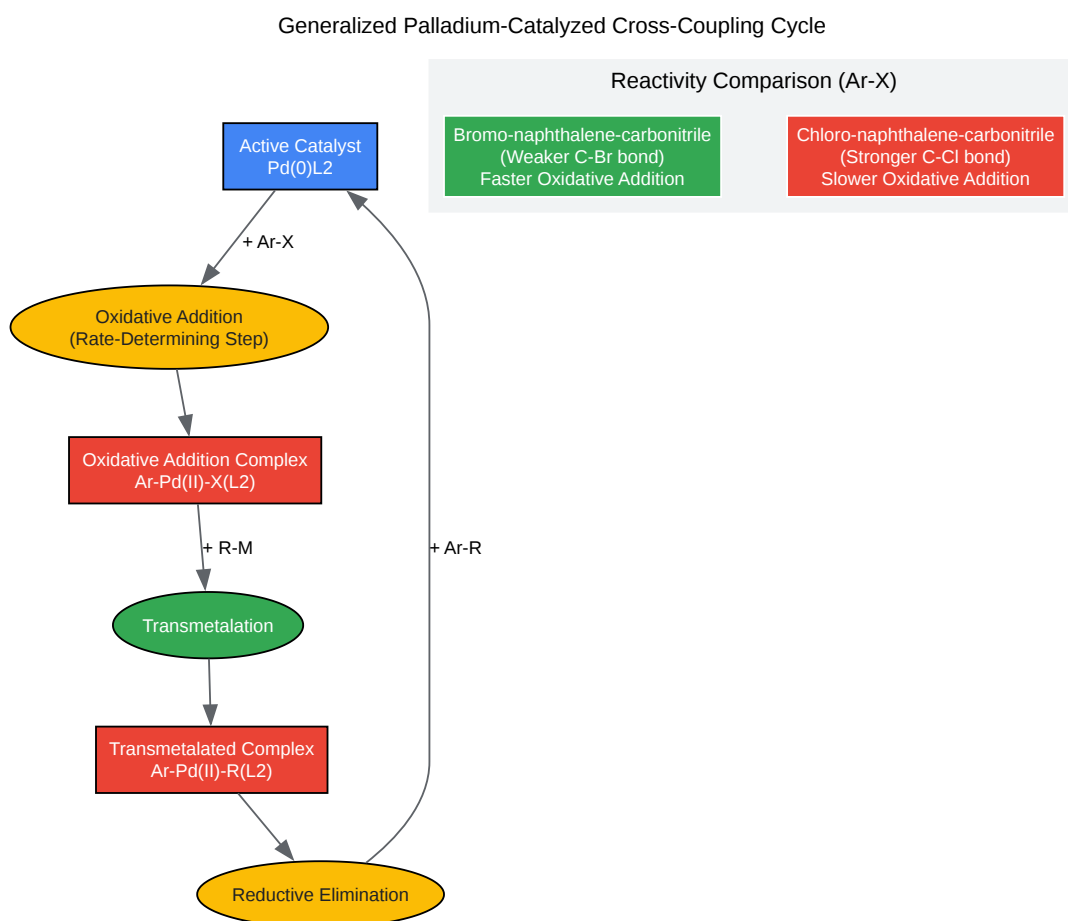 Generalized Palladium-Catalyzed Cross-Coupling Cycle
Reactivity Comparison (Ar-X)
Bromo-naphthalene-carbonitrile
(Weaker C-Br bond)
Faster Oxidative Addition
Chloro-naphthalene-carbonitrile
(Stronger C-Cl bond)
Slower Oxidative Addition
Active Catalyst
Pd(0)L2
+ Ar-X
Oxidative Addition
(Rate-Determining Step)
Oxidative Addition Complex
Ar-Pd(II)-X(L2)
+ R-M
+ Ar-R
Transmetalation
Transmetalated Complex
Ar-Pd(II)-R(L2)
Reductive Elimination